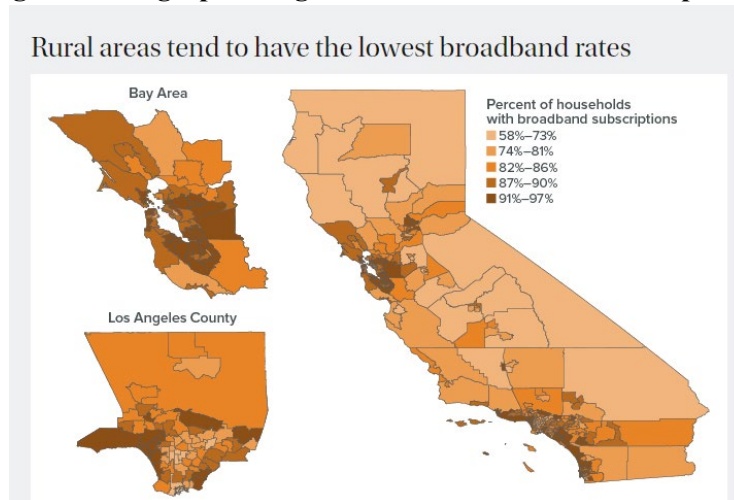 Rural areas tend to have the lowest broadband rates
Bay Area
Percent of households
with broadband subscriptions
58%–73%
74%–81%
82%–86%
87%–90%
91%–97%
Los Angeles County